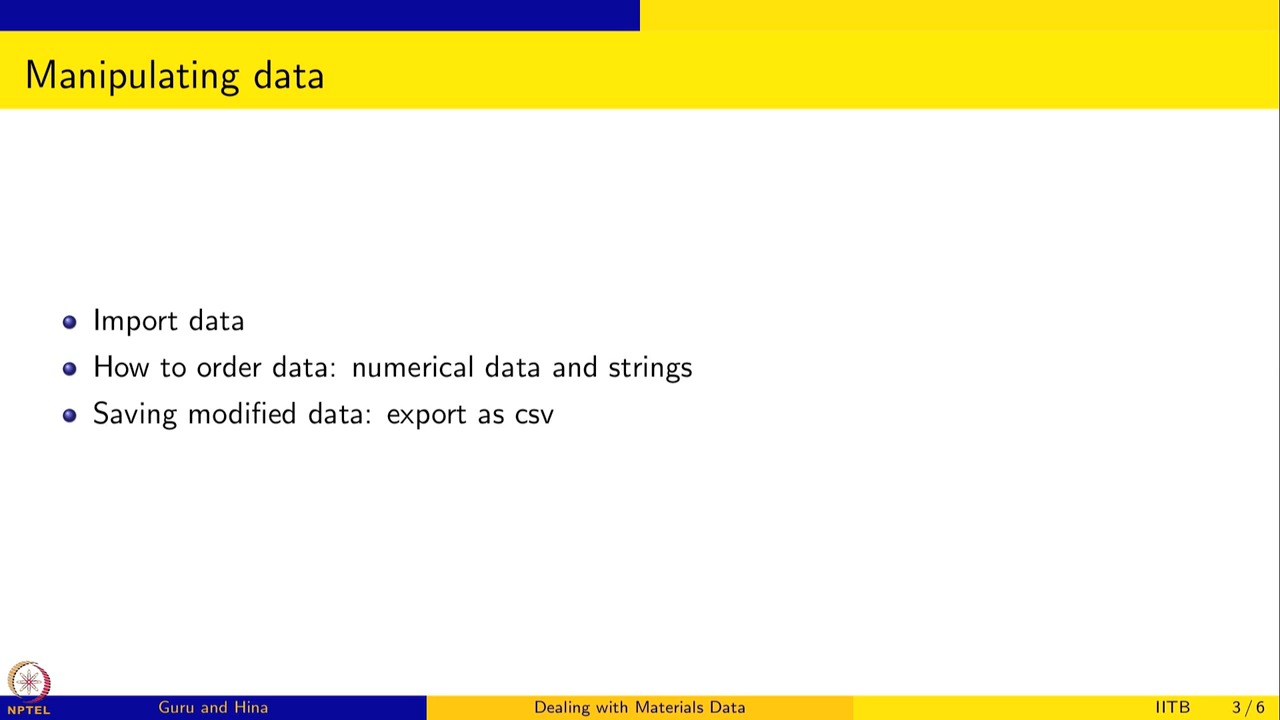 Manipulating data
Import data
How to order data: numerical data and strings
Saving modified data: export as csv
NPTEL
Guru and Hina
Dealing with Materials Data
IITB
3 / 6